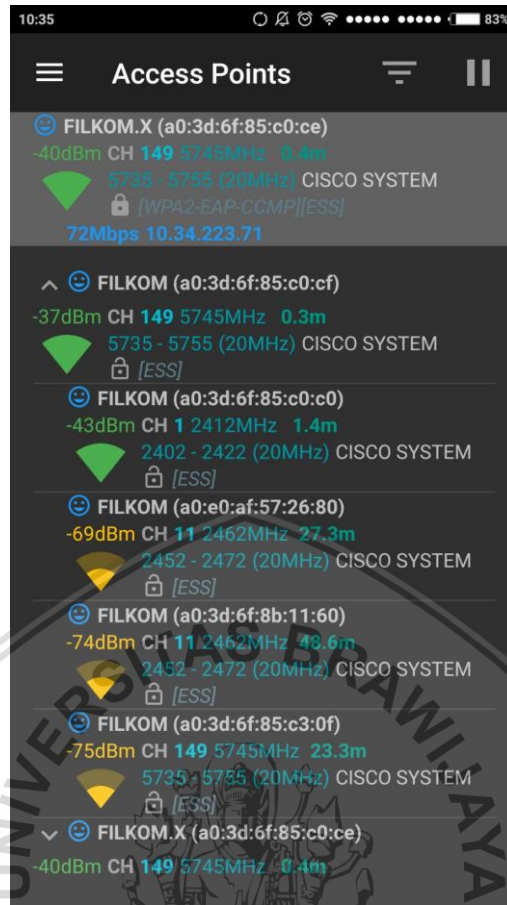 10:35 83%
Access Points
FILKOM.X (a0:3d:6f:85:c0:ce)
-40dBm CH 149 5745MHz 0.4m
5735 - 5755 (20MHz) CISCO SYSTEM
[WPA2-EAP-CCMP][ESS]
72Mbps 10.34.223.71
FILKOM (a0:3d:6f:85:c0:cf)
-37dBm CH 149 5745MHz 0.3m
5735 - 5755 (20MHz) CISCO SYSTEM
[ESS]
FILKOM (a0:3d:6f:85:c0:c0)
-43dBm CH 1 2412MHz 1.4m
2402 - 2422 (20MHz) CISCO SYSTEM
[ESS]
FILKOM (a0:e0:af:57:26:80)
-69dBm CH 11 2462MHz 27.3m
2452 - 2472 (20MHz) CISCO SYSTEM
[ESS]
FILKOM (a0:3d:6f:8b:11:60)
-74dBm CH 11 2462MHz 48.6m
2452 - 2472 (20MHz) CISCO SYSTEM
[ESS]
FILKOM (a0:3d:6f:85:c3:0f)
-75dBm CH 149 5745MHz 23.3m
5735 - 5755 (20MHz) CISCO SYSTEM
[ESS]
FILKOM.X (a0:3d:6f:85:c0:ce)
-40dBm CH 149 5745MHz 0.4m
UNIVERSITAS BRAWIJAYA